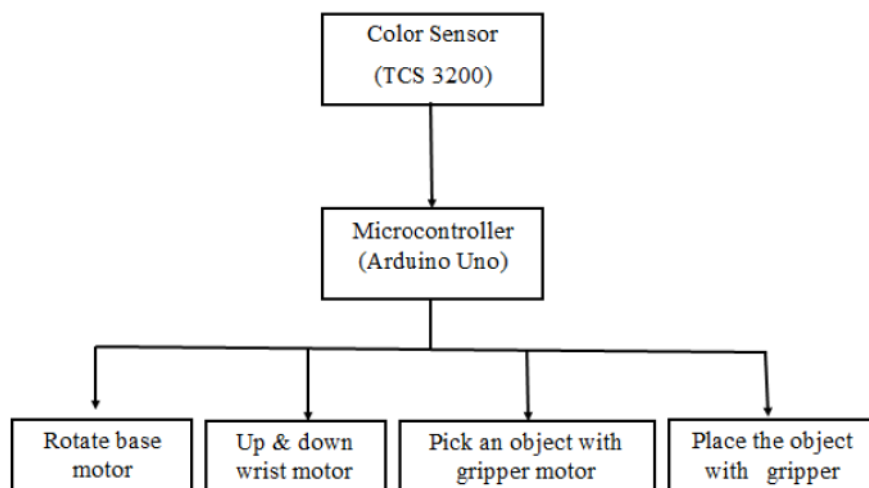 Color Sensor
(TCS 3200)
Microcontroller
(Arduino Uno)
Rotate base
motor
Up & down
wrist motor
Pick an object with
gripper motor
Place the object
with gripper